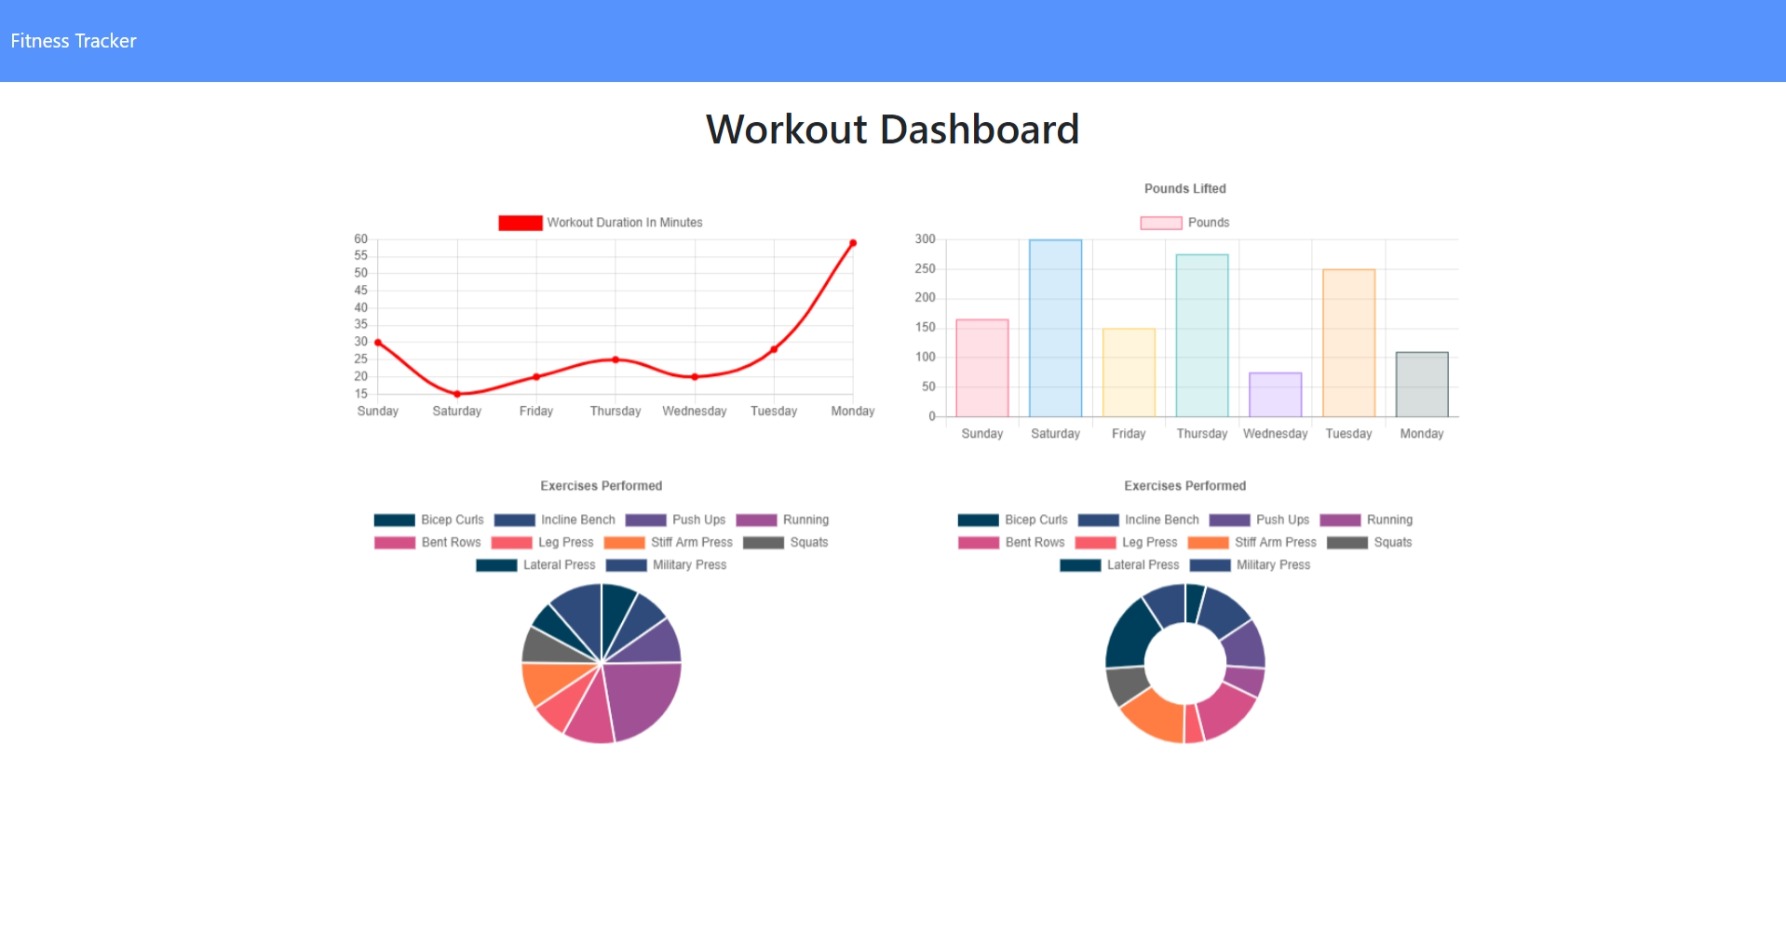 Fitness Tracker
Workout Dashboard
Workout Duration In Minutes
60
55
50
45
40
35
30
25
20
15
Sunday Saturday Friday Thursday Wednesday Tuesday Monday
Pounds Lifted
Pounds
300
250
200
150
100
50
0
Sunday Saturday Friday Thursday Wednesday Tuesday Monday
Exercises Performed
Bicep Curls Incline Bench Push Ups Running
Bent Rows Leg Press Stiff Arm Press Squats
Lateral Press Military Press
Exercises Performed
Bicep Curls Incline Bench Push Ups Running
Bent Rows Leg Press Stiff Arm Press Squats
Lateral Press Military Press